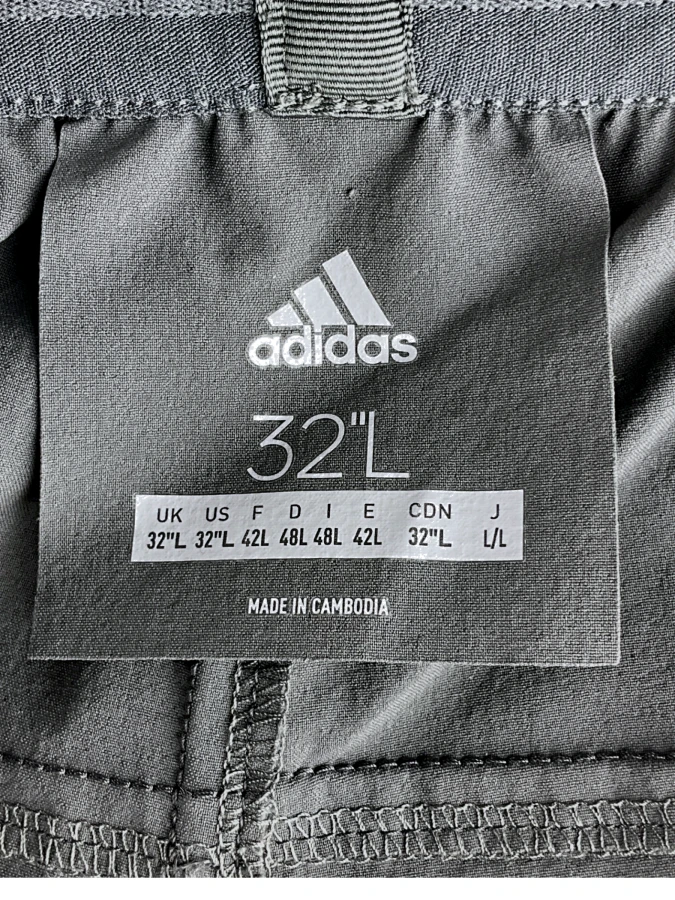 adidas
32"L
UK US F D I E CDN J
32"L 32"L 42L 48L 48L 42L 32"L L/L
MADE IN CAMBODIA